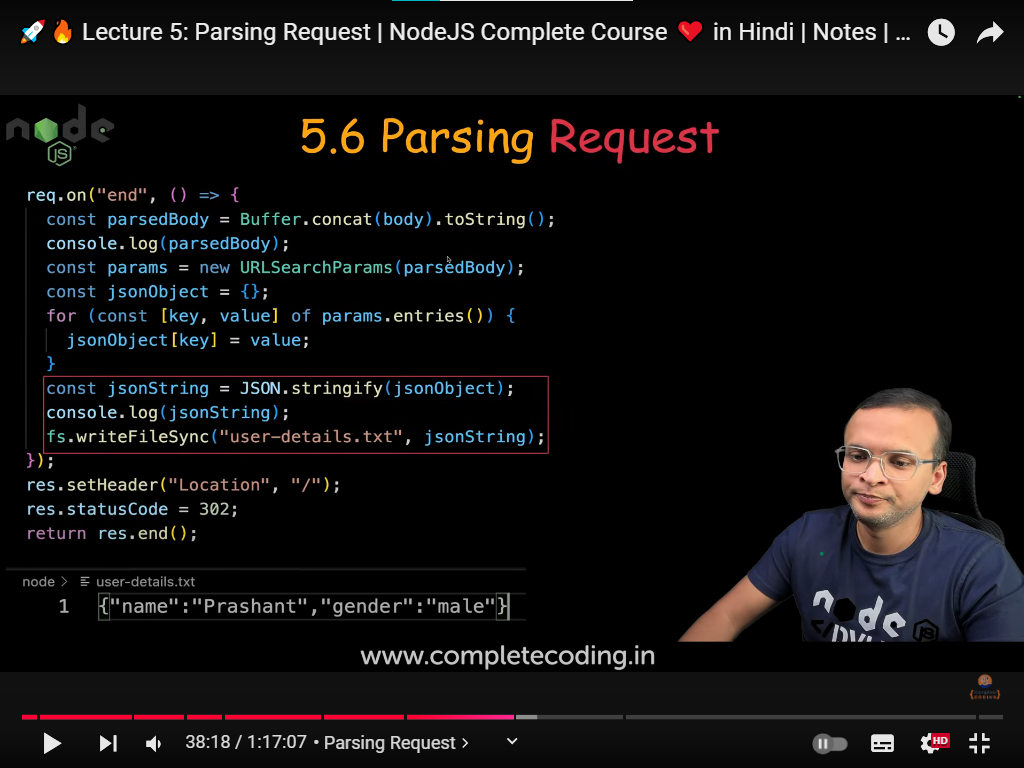 🚀🔥 Lecture 5: Parsing Request | NodeJS Complete Course ❤️ in Hindi | Notes | ...
node
JS
5.6 Parsing Request
req.on("end", () => {
const parsedBody = Buffer.concat(body).toString();
console.log(parsedBody);
const params = new URLSearchParams(parsedBody);
const jsonObject = {};
for (const [key, value] of params.entries()) {
jsonObject[key] = value;
}
const jsonString = JSON.stringify(jsonObject);
console.log(jsonString);
fs.writeFileSync("user-details.txt", jsonString);
});
res.setHeader("Location", "/");
res.statusCode = 302;
return res.end();
node > user-details.txt
1 {"name":"Prashant","gender":"male"}
node
www.completecoding.in
38:18 / 1:17:07 • Parsing Request >
HD